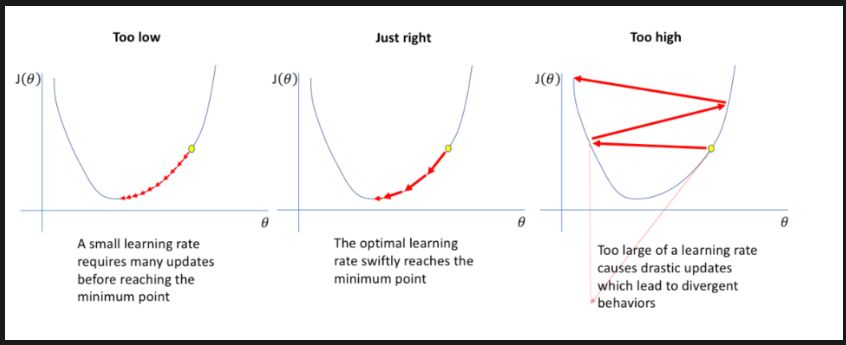 Too low
Just right
Too high
J(θ)
J(θ)
J(θ)
θ
θ
θ
A small learning rate
requires many updates
before reaching the
minimum point
The optimal learning
rate swiftly reaches the
minimum point
Too large of a learning rate
causes drastic updates
which lead to divergent
behaviors